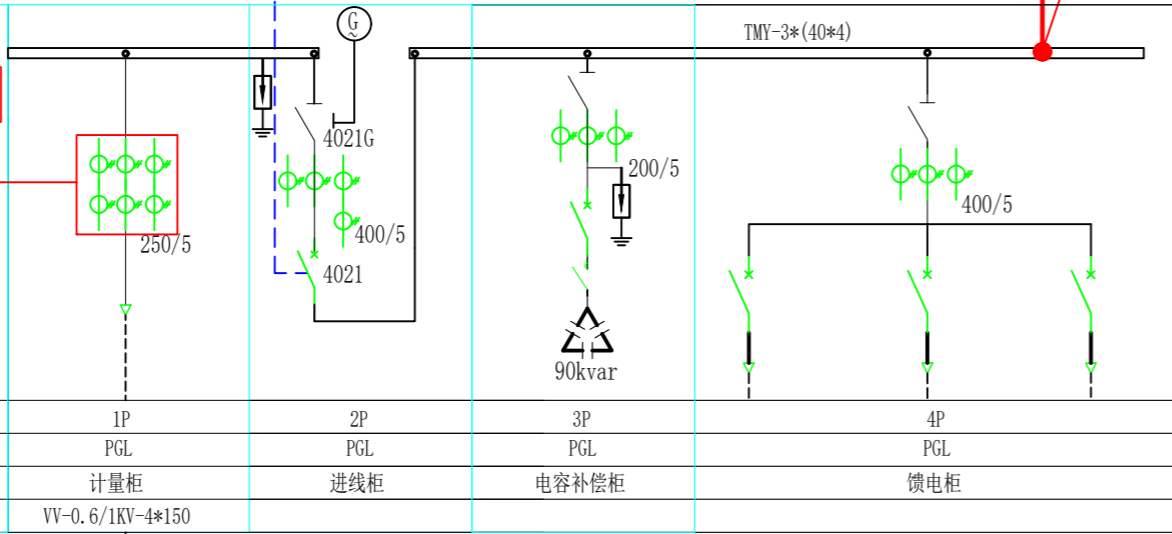 G
~
TMY-3*(40*4)
4021G
250/5
400/5
4021
200/5
90kvar
400/5
1P 2P 3P 4P
PGL PGL PGL PGL
计量柜 进线柜 电容补偿柜 馈电柜
VV-0.6/1KV-4*150